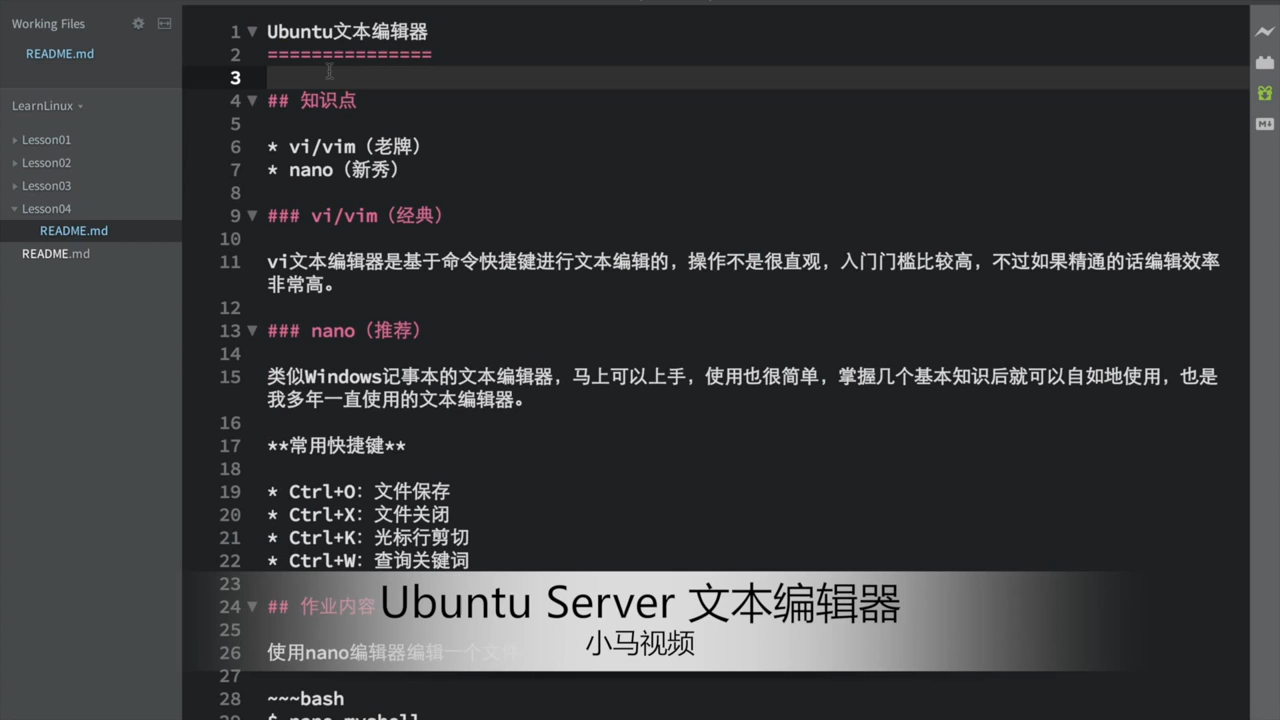 Working Files
README.md
LearnLinux
Lesson01
Lesson02
Lesson03
Lesson04
README.md
README.md
1 Ubuntu文本编辑器
2 ===============
3
4 ## 知识点
5
6 * vi/vim（老牌）
7 * nano（新秀）
8
9 ### vi/vim（经典）
10
11 vi文本编辑器是基于命令快捷键进行文本编辑的，操作不是很直观，入门门槛比较高，不过如果精通的话编辑效率
非常高。
12
13 ### nano（推荐）
14
15 类似Windows记事本的文本编辑器，马上可以上手，使用也很简单，掌握几个基本知识后就可以自如地使用，也是
我多年一直使用的文本编辑器。
16
17 **常用快捷键**
18
19 * Ctrl+O：文件保存
20 * Ctrl+X：文件关闭
21 * Ctrl+K：光标行剪切
22 * Ctrl+W：查询关键词
23
24 ## 作业内容
25
26 使用nano编辑器编辑一个文件
27
28 ~~~bash
29 $ nano myshell
Ubuntu Server 文本编辑器
小马视频
M↓